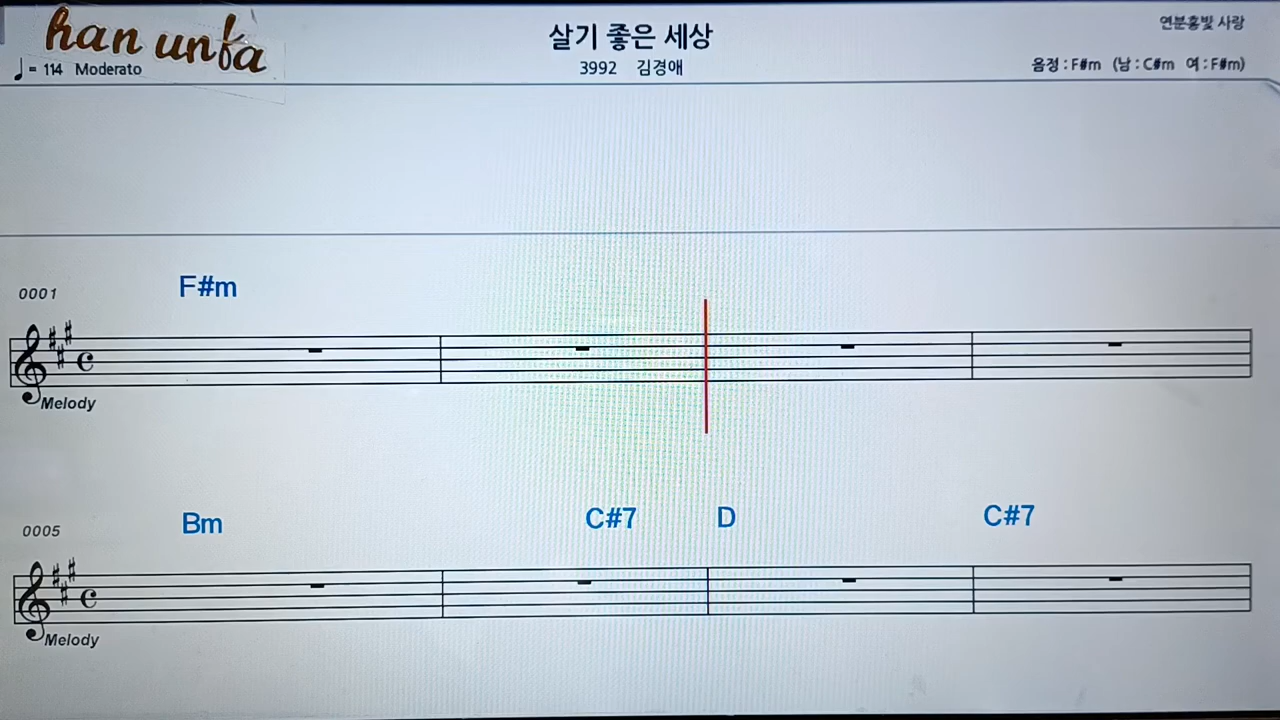 han unfa
♩= 114 Moderato
살기 좋은 세상
3992 김경애
연분홍빛 사랑
음정 : F#m (남 : C#m 여 : F#m)
0001
F#m
Melody
0005
Bm C#7 D C#7
Melody